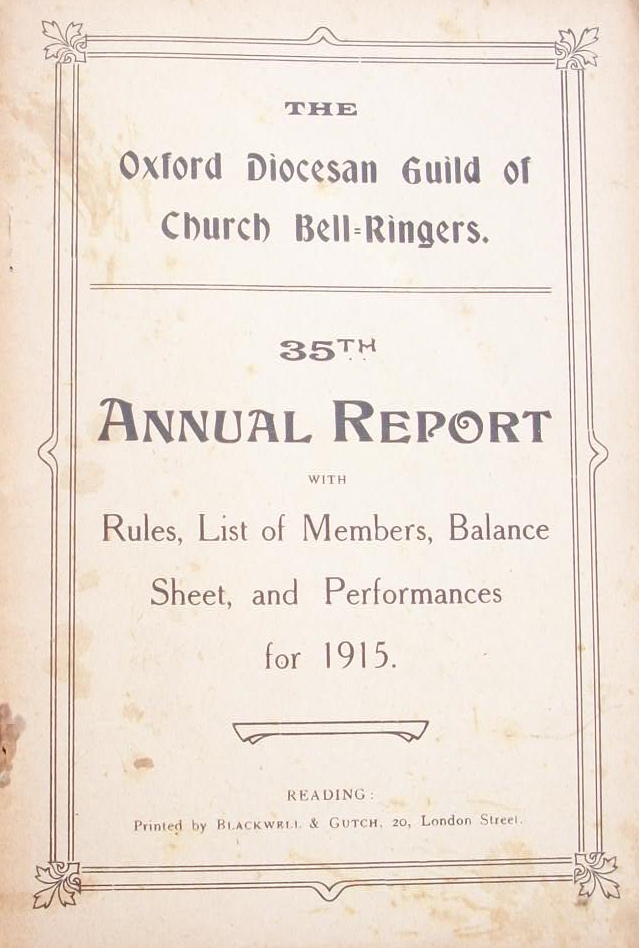 THE
Oxford Diocesan Guild of
Church Bell=Ringers.
35TH
ANNUAL REPORT
WITH
Rules, List of Members, Balance
Sheet, and Performances
for 1915.
READING:
Printed by BLACKWELL & GUTCH, 20, London Street.